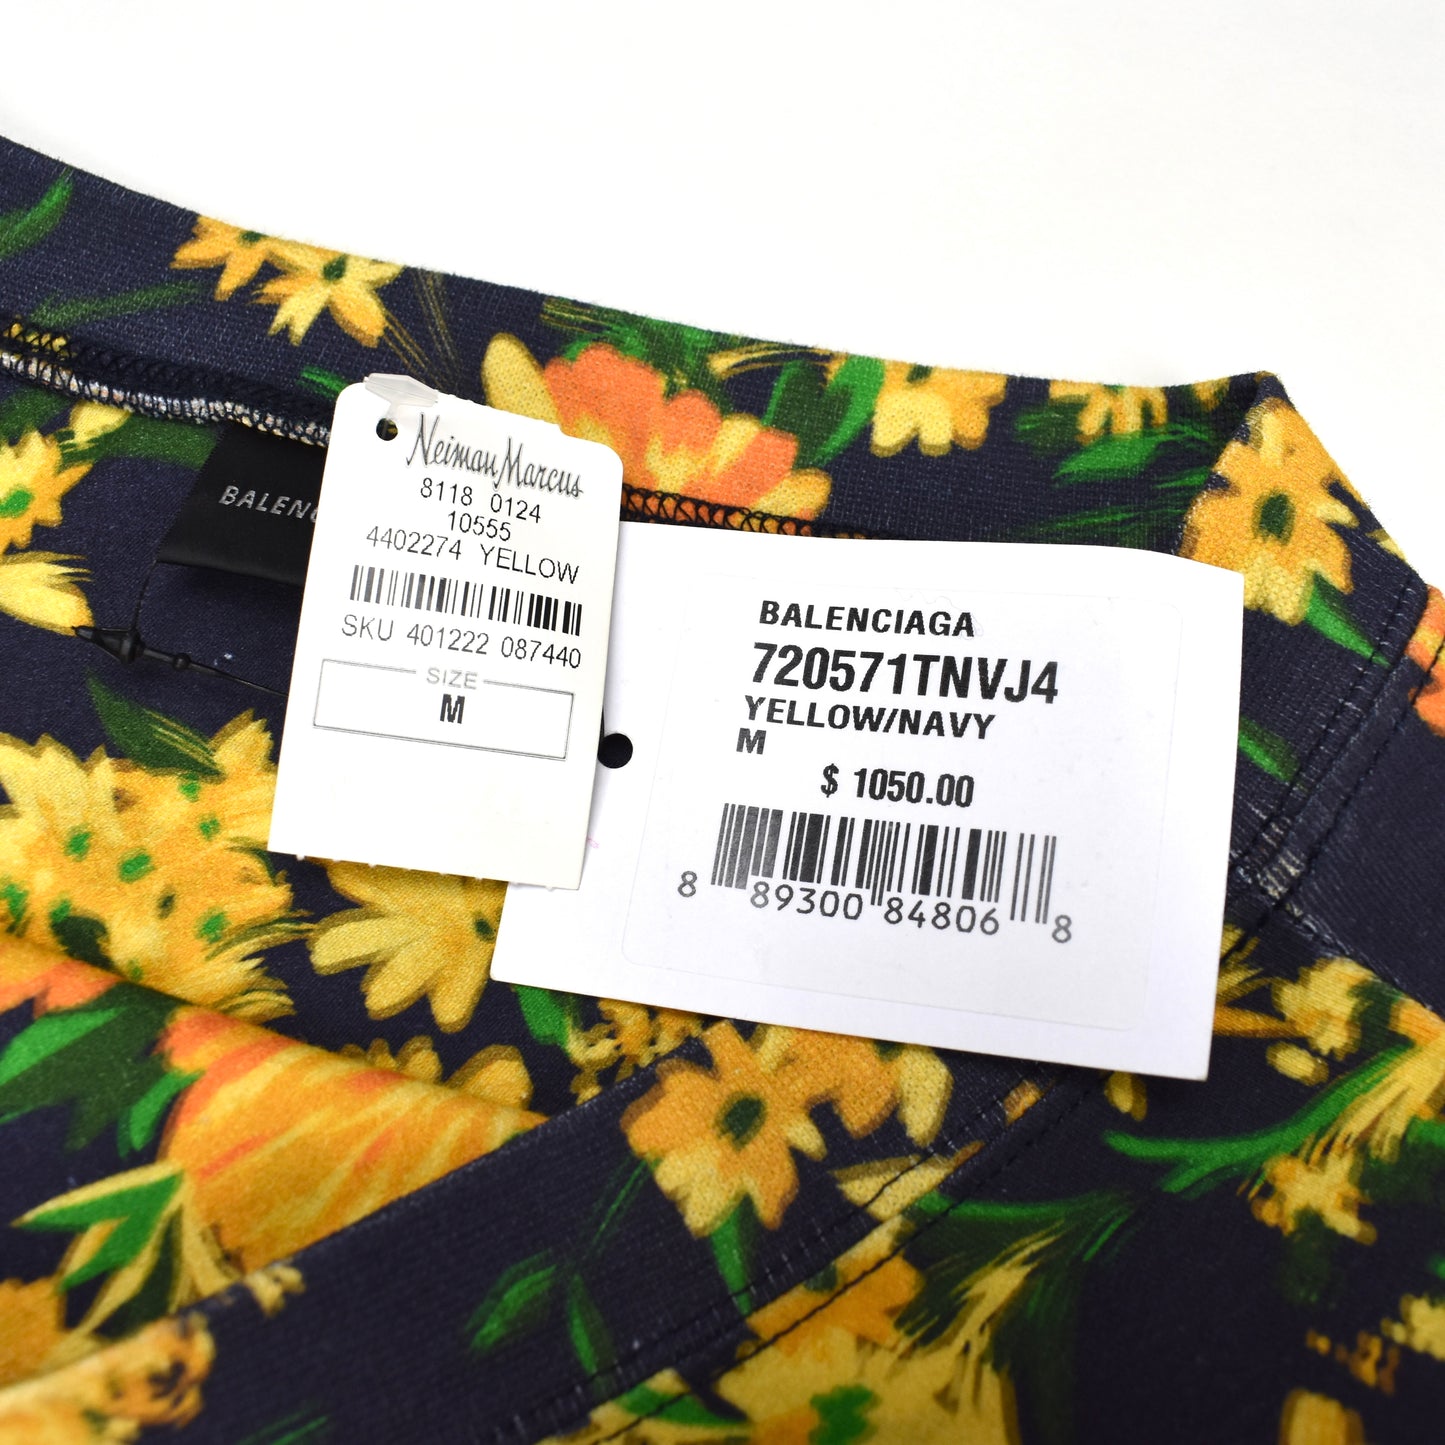 Neiman Marcus
8118 0124
10555
4402274 YELLOW
SKU 401222 087440
SIZE
M
BALENCIAGA
720571TNVJ4
YELLOW/NAVY
M
$ 1050.00
8 89300 84806 8